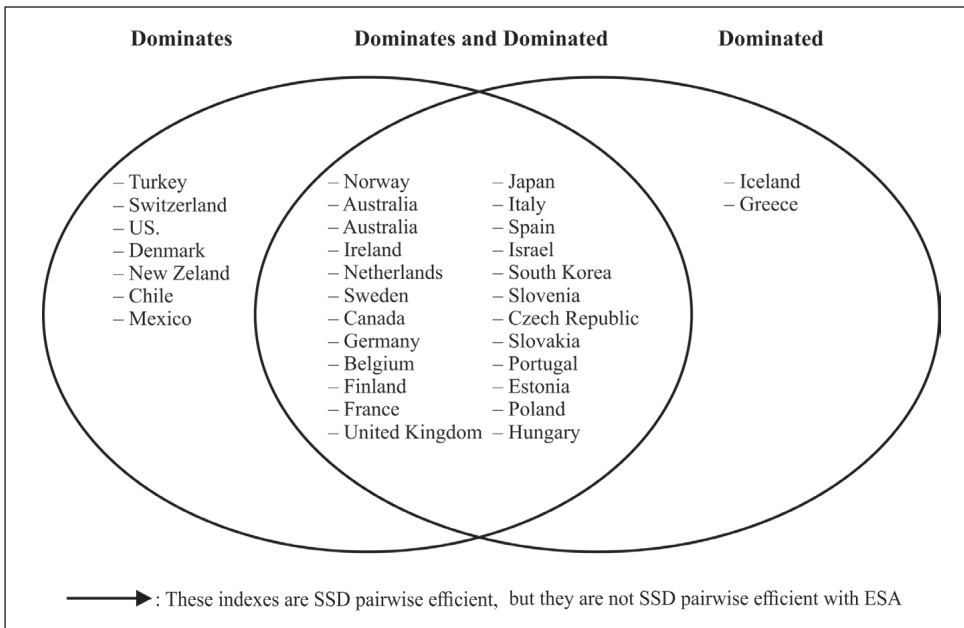 Dominates
Dominates and Dominated
Dominated
– Turkey
– Switzerland
– US.
– Denmark
– New Zeland
– Chile
– Mexico
– Norway
– Australia
– Australia
– Ireland
– Netherlands
– Sweden
– Canada
– Germany
– Belgium
– Finland
– France
– United Kingdom
– Japan
– Italy
– Spain
– Israel
– South Korea
– Slovenia
– Czech Republic
– Slovakia
– Portugal
– Estonia
– Poland
– Hungary
– Iceland
– Greece
: These indexes are SSD pairwise efficient, but they are not SSD pairwise efficient with ESA